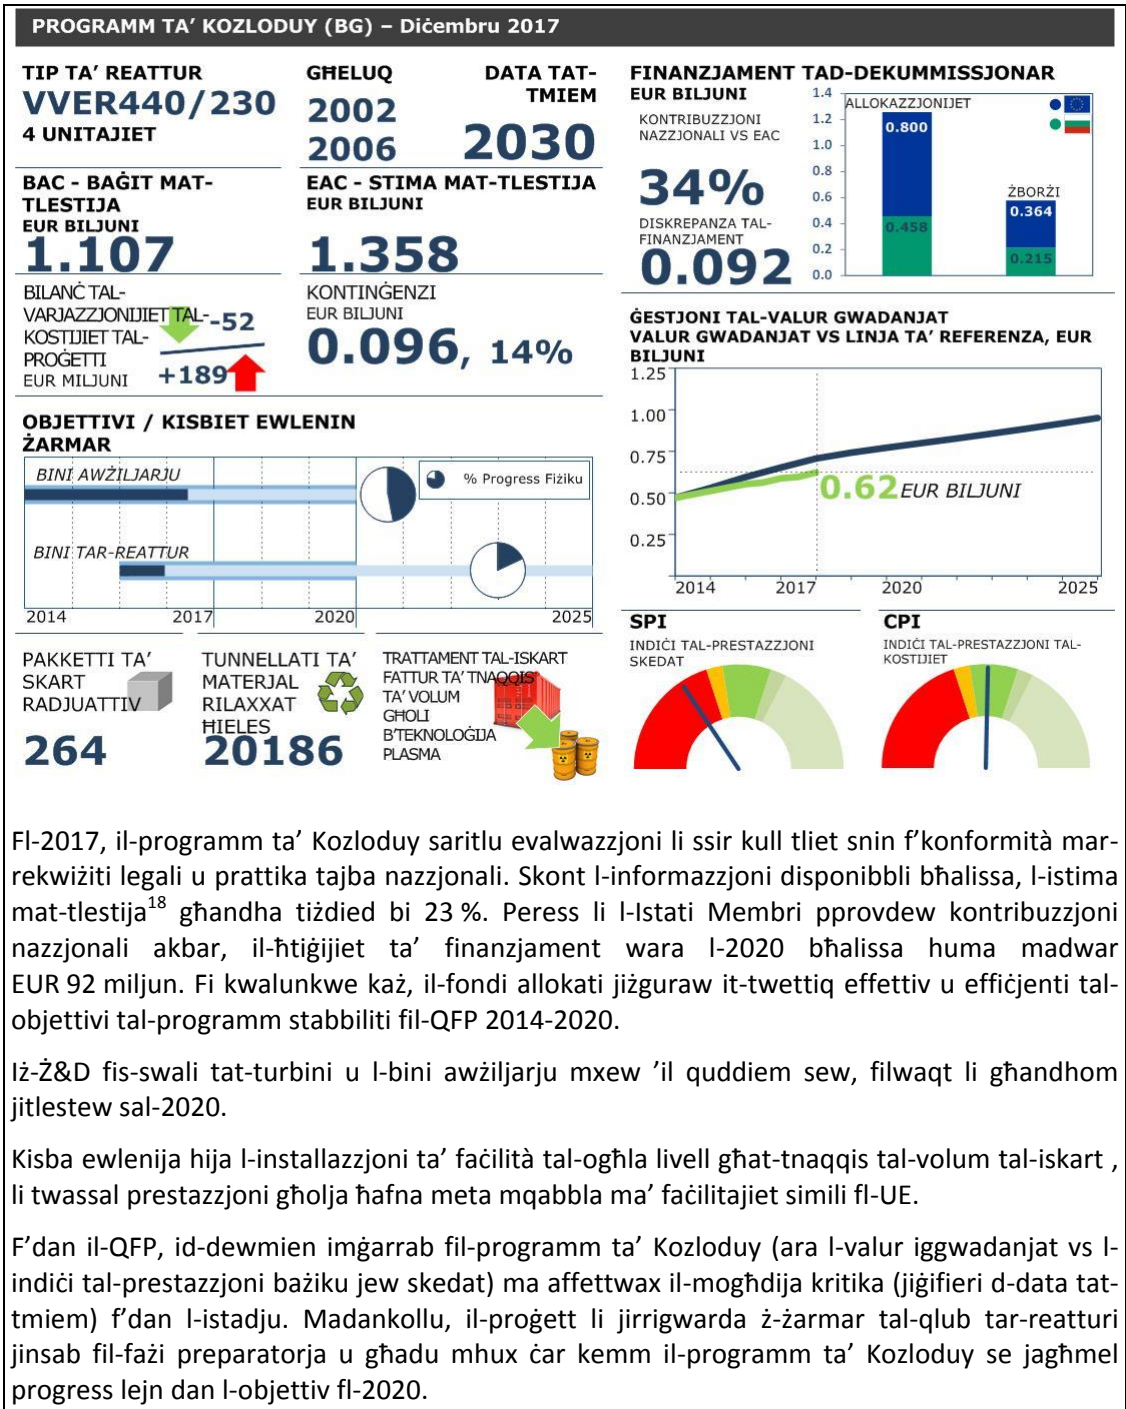 PROGRAMM TA’ KOZLODUY (BG) – Diċembru 2017
TIP TA’ REATTUR
VVER440/230
4 UNITAJIET
GĦELUQ
2002
2006
DATA TAT-
TMIEM
2030
BAC - BAĠIT MAT-
TLESTIJA
EUR BILJUNI
1.107
EAC - STIMA MAT-TLESTIJA
EUR BILJUNI
1.358
BILANĊ TAL-
VARJAZZJONIJIET TAL-
KOSTIJIET TAL-
PROĠETTI
EUR MILJUNI
-52
+189
KONTINĠENZI
EUR BILJUNI
0.096, 14%
FINANZJAMENT TAD-DEKUMMISSJONAR
EUR BILJUNI
KONTRIBUZZJONI
NAZZJONALI VS EAC
34%
DISKREPANZA TAL-
FINANZJAMENT
0.092
1.4
1.2
1.0
0.8
0.6
0.4
0.2
0.0
ALLOKAZZJONIJET
0.800
0.458
ŻBORŻI
0.364
0.215
ĠESTJONI TAL-VALUR GWADANJAT
VALUR GWADANJAT VS LINJA TA’ REFERENZA, EUR
BILJUNI
1.25
1.00
0.75
0.50
0.25
0.62 EUR BILJUNI
2014 2017 2020 2025
OBJETTIVI / KISBIET EWLENIN
ŻARMAR
BINI AWŻILJARJU
% Progress Fiżiku
BINI TAR-REATTUR
2014 2017 2020 2025
PAKKETTI TA’
SKART
RADJUATTIV
264
TUNNELLATI TA’
MATERJAL
RILAXXAT
ĦIELES
20186
TRATTAMENT TAL-ISKART
FATTUR TA’ TNAQQIS
TA’ VOLUM
GĦOLI
B’TEKNOLOĠIJA
PLASMA
SPI
INDIĊI TAL-PRESTAZZJONI
SKEDAT
CPI
INDIĊI TAL-PRESTAZZJONI TAL-
KOSTIJIET
Fl-2017, il-programm ta’ Kozloduy saritlu evalwazzjoni li ssir kull tliet snin f’konformità mar-
rekwiżiti legali u prattika tajba nazzjonali. Skont l-informazzjoni disponibbli bħalissa, l-istima
mat-tlestija18 għandha tiżdied bi 23 %. Peress li l-Istati Membri pprovdew kontribuzzjoni
nazzjonali akbar, il-ħtiġijiet ta’ finanzjament wara l-2020 bħalissa huma madwar
EUR 92 miljun. Fi kwalunkwe każ, il-fondi allokati jiżguraw it-twettiq effettiv u effiċjenti tal-
objettivi tal-programm stabbiliti fil-QFP 2014-2020.
Iż-Ż&D fis-swali tat-turbini u l-bini awżiljarju mxew ’il quddiem sew, filwaqt li għandhom
jitlestew sal-2020.
Kisba ewlenija hija l-installazzjoni ta’ faċilità tal-ogħla livell għat-tnaqqis tal-volum tal-iskart ,
li twassal prestazzjoni għolja ħafna meta mqabbla ma’ faċilitajiet simili fl-UE.
F’dan il-QFP, id-dewmien imġarrab fil-programm ta’ Kozloduy (ara l-valur iggwadanjat vs l-
indiċi tal-prestazzjoni bażiku jew skedat) ma affettwax il-mogħdija kritika (jiġifieri d-data tat-
tmiem) f’dan l-istadju. Madankollu, il-proġett li jirrigwarda ż-żarmar tal-qlub tar-reatturi
jinsab fil-fażi preparatorja u għadu mhux ċar kemm il-programm ta’ Kozloduy se jagħmel
progress lejn dan l-objettiv fl-2020.